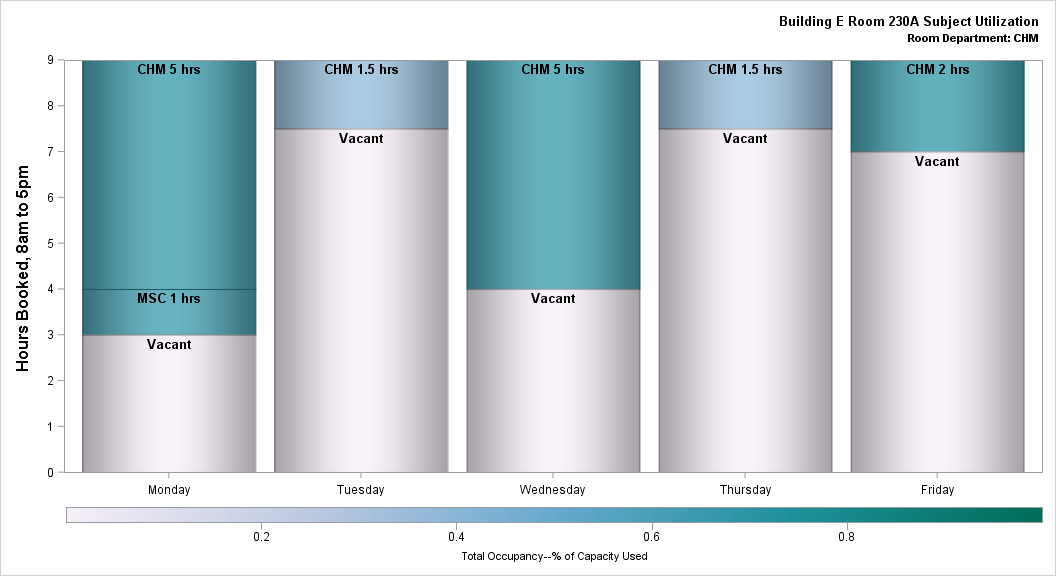 Building E Room 230A Subject Utilization
Room Department: CHM
Hours Booked, 8am to 5pm
9
8
7
6
5
4
3
2
1
0
CHM 5 hrs
MSC 1 hrs
Vacant
CHM 1.5 hrs
Vacant
CHM 5 hrs
Vacant
CHM 1.5 hrs
Vacant
CHM 2 hrs
Vacant
Monday Tuesday Wednesday Thursday Friday
0.2 0.4 0.6 0.8
Total Occupancy--% of Capacity Used